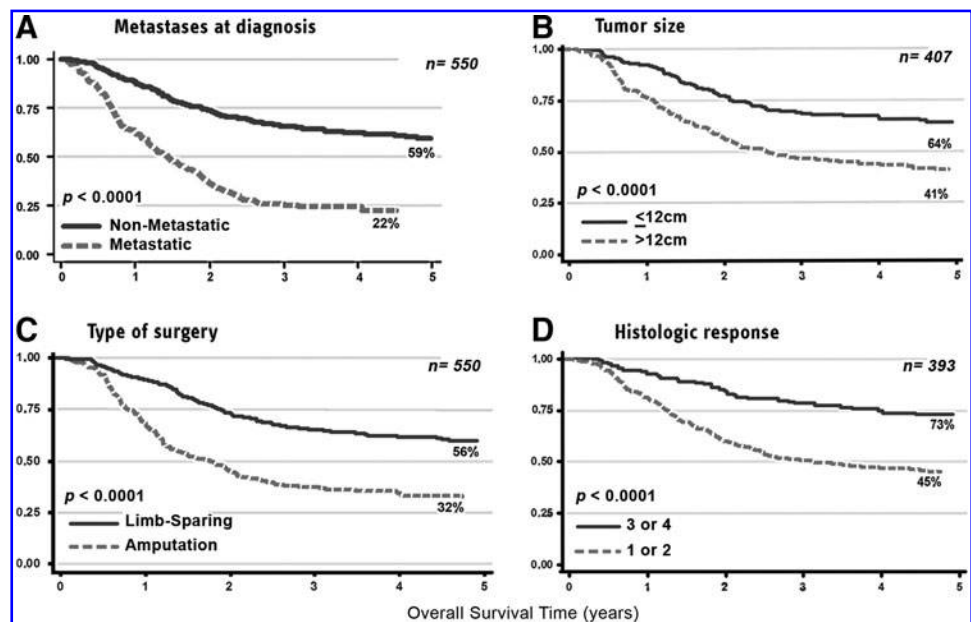 A Metastases at diagnosis
1.00
n= 550
0.75
0.50
59%
p < 0.0001
0.25
22%
Non-Metastatic
Metastatic
0.00
0 1 2 3 4 5
B Tumor size
1.00
n= 407
0.75
64%
0.50
p < 0.0001
41%
0.25
≤12cm
>12cm
0.00
0 1 2 3 4 5
C Type of surgery
1,00
n= 550
0,75
56%
0,50
p < 0.0001
32%
0,25
Limb-Sparing
Amputation
0,00
0 1 2 3 4 5
D Histologic response
1,00
n= 393
0,75
73%
0,50
45%
p < 0.0001
0,25
3 or 4
1 or 2
0,00
0 1 2 3 4 5
Overall Survival Time (years)